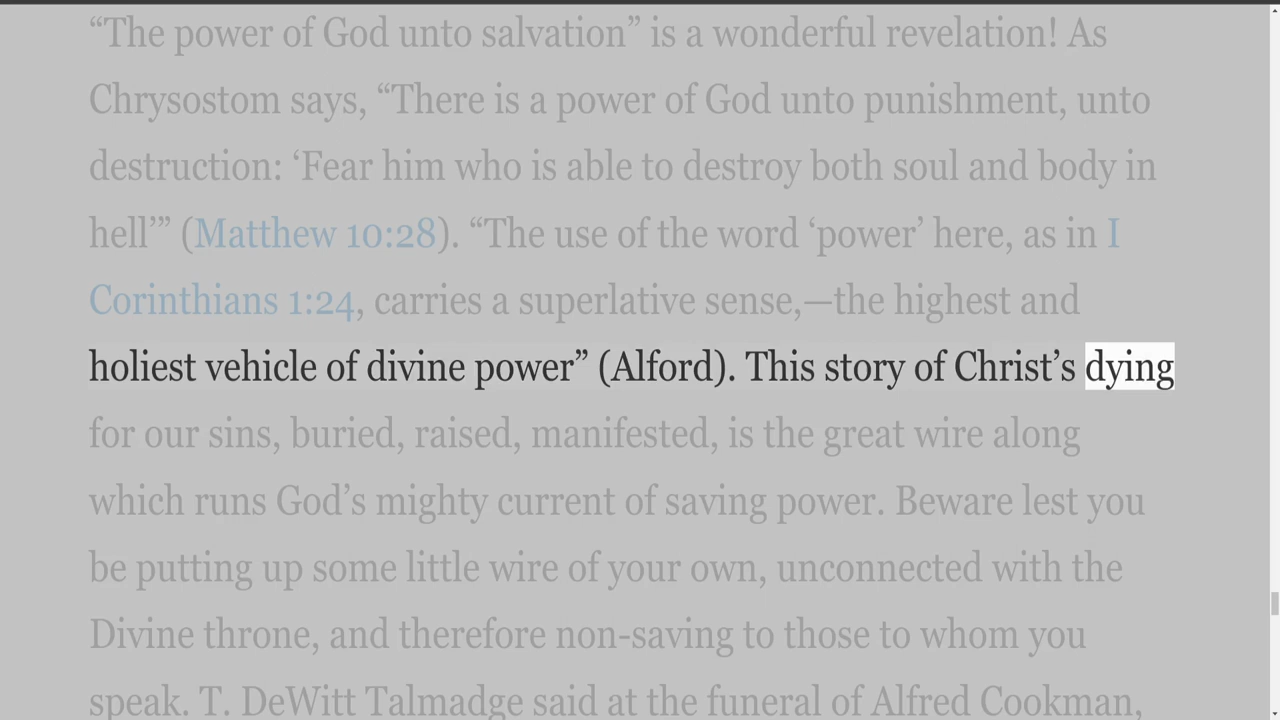 “The power of God unto salvation” is a wonderful revelation! As
Chrysostom says, “There is a power of God unto punishment, unto
destruction: ‘Fear him who is able to destroy both soul and body in
hell’” (Matthew 10:28). “The use of the word ‘power’ here, as in I
Corinthians 1:24, carries a superlative sense,—the highest and
holiest vehicle of divine power” (Alford). This story of Christ’s dying
for our sins, buried, raised, manifested, is the great wire along
which runs God’s mighty current of saving power. Beware lest you
be putting up some little wire of your own, unconnected with the
Divine throne, and therefore non-saving to those to whom you
speak. T. DeWitt Talmadge said at the funeral of Alfred Cookman,